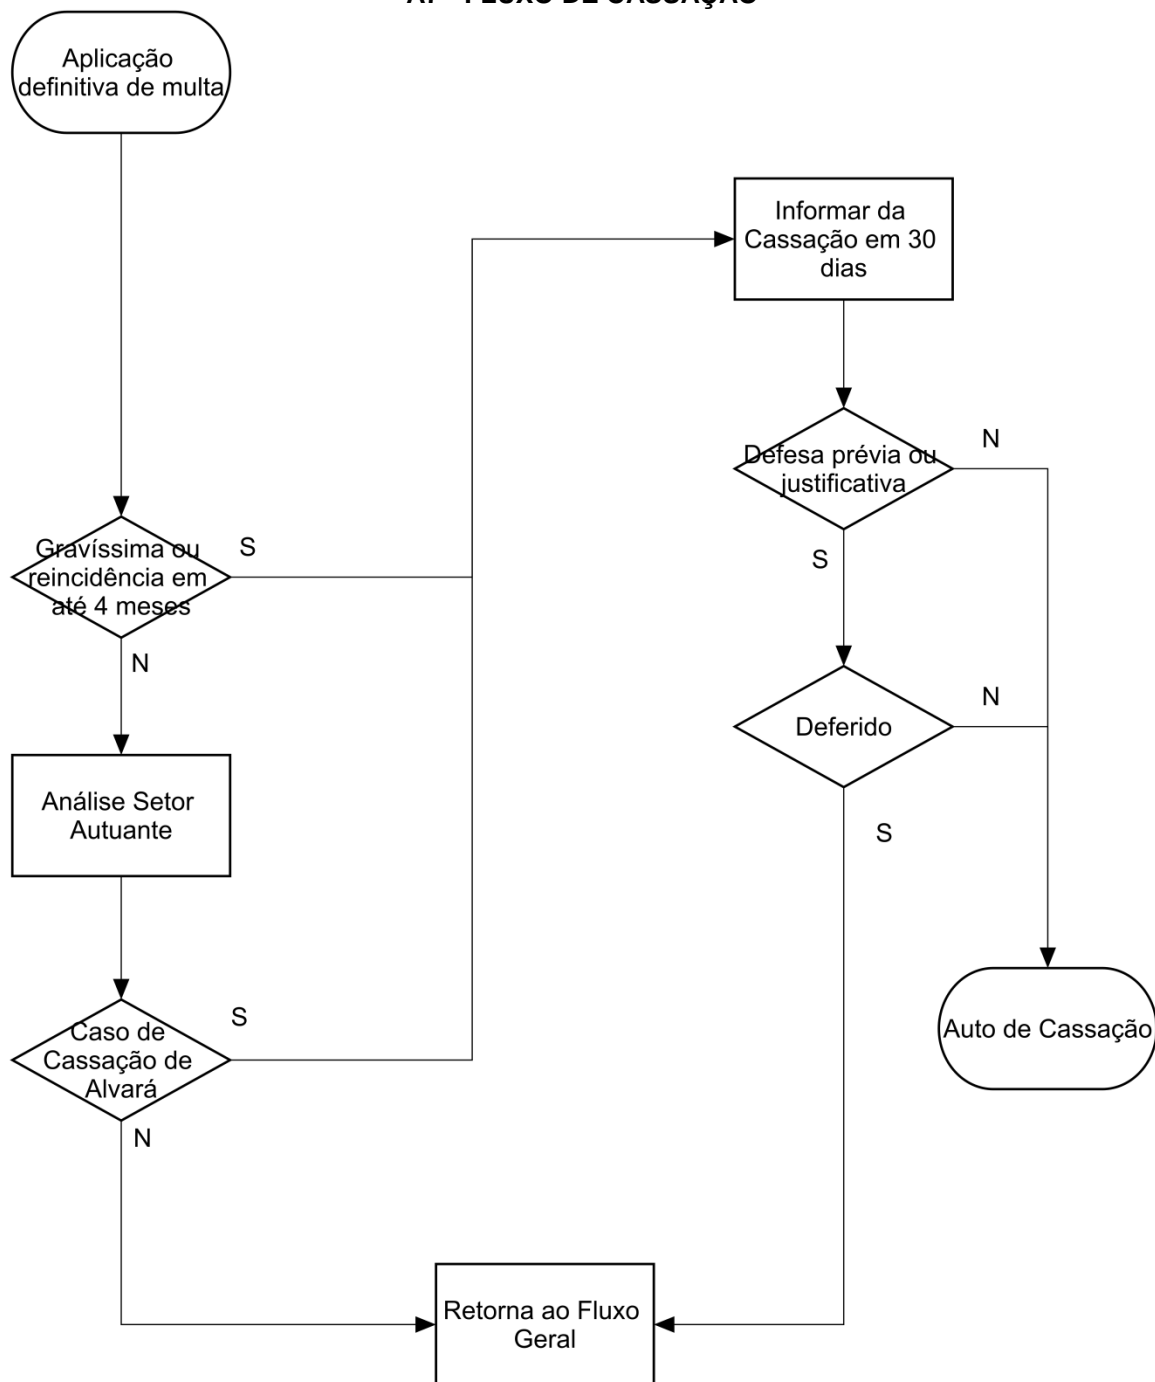 Aplicação
definitiva de multa
Informar da
Cassação em 30
dias
Defesa prévia ou
justificativa
N
S
Gravíssima ou
reincidência em
até 4 meses
S
N
Deferido
N
S
Análise Setor
Autuante
Caso de
Cassação de
Alvará
S
N
Auto de Cassação
Retorna ao Fluxo
Geral